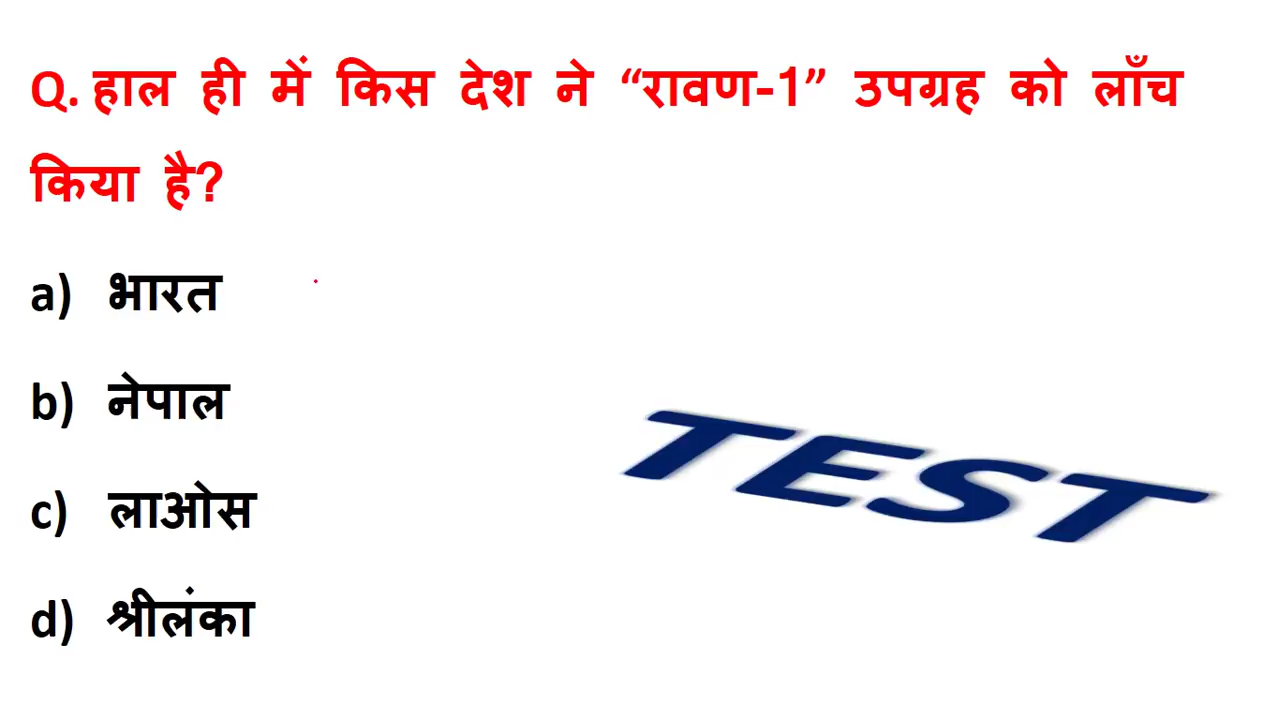 Q. हाल ही में किस देश ने “रावण-1” उपग्रह को लाँच
किया है?
a) भारत
b) नेपाल
c) लाओस
d) श्रीलंका
TEST